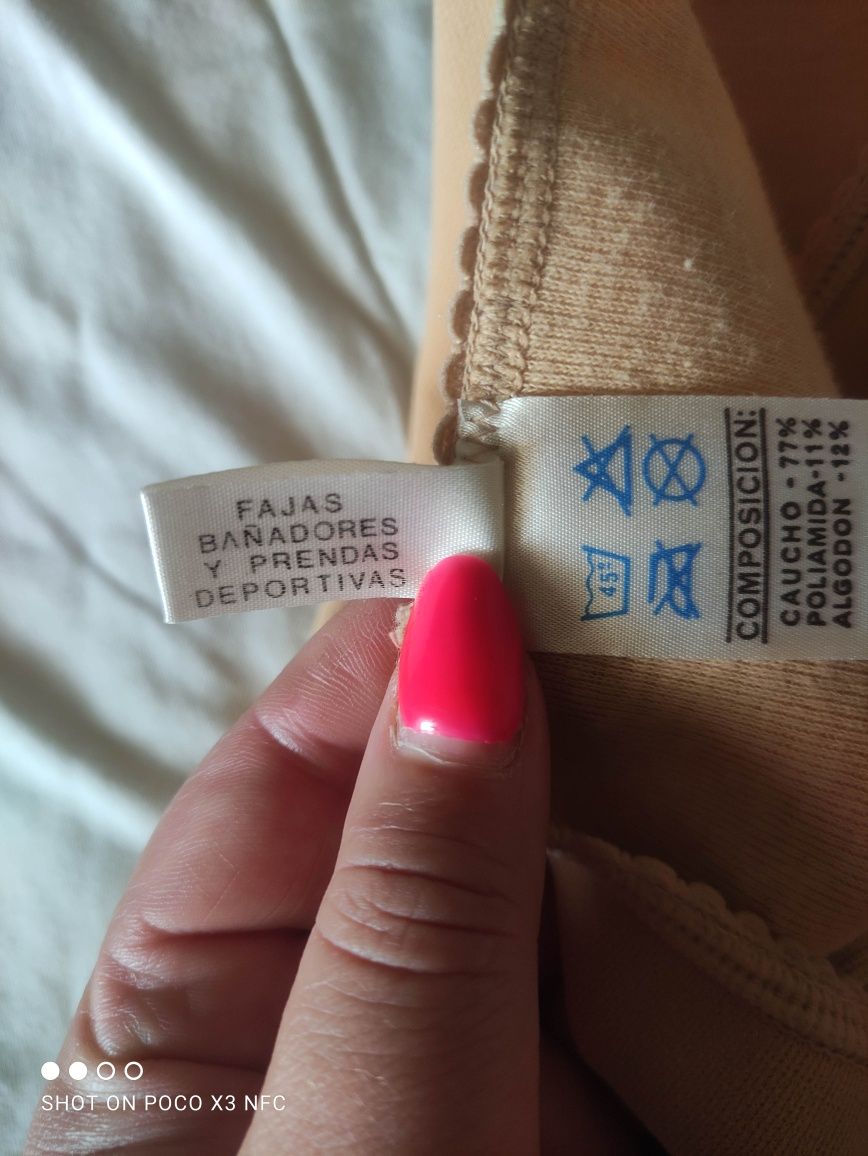 FAJAS
BAÑADORES
Y PRENDAS
DEPORTIVAS
45°
COMPOSICION:
CAUCHO - 77%
POLIAMIDA-11%
ALGODON -12%
SHOT ON POCO X3 NFC